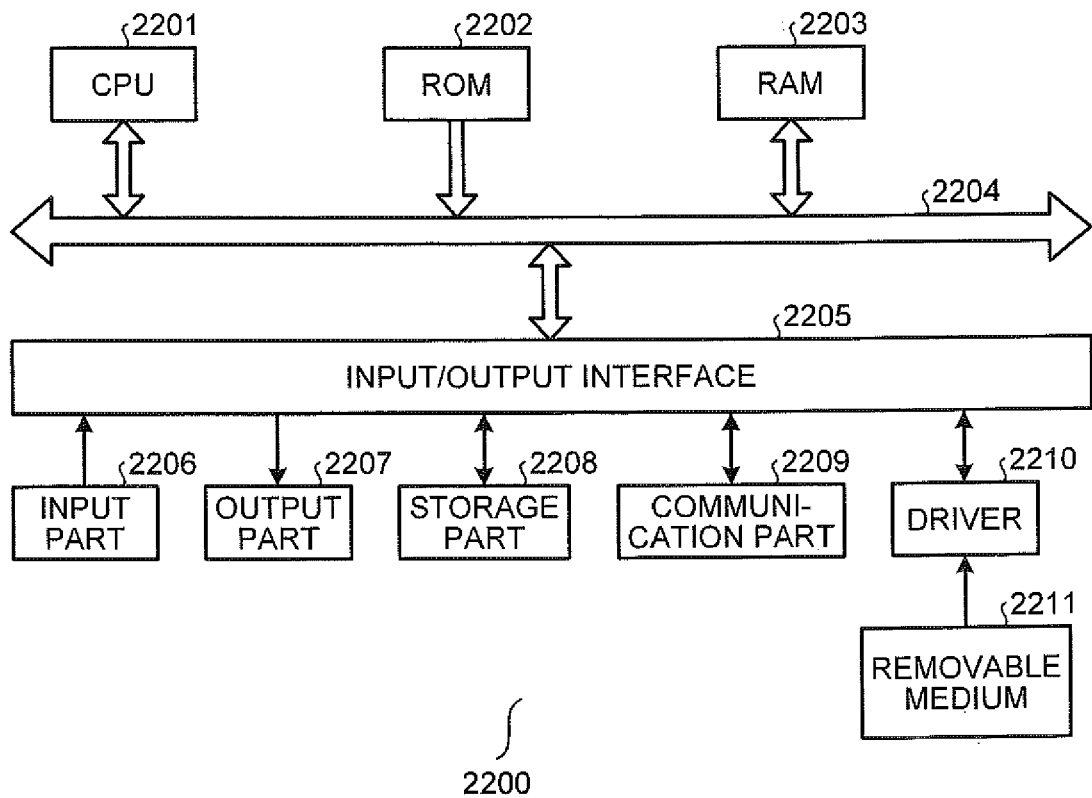 2201
CPU
2202
ROM
2203
RAM
2204
2205
INPUT/OUTPUT INTERFACE
2206
INPUT
PART
2207
OUTPUT
PART
2208
STORAGE
PART
2209
COMMUNI-
CATION PART
2210
DRIVER
2211
REMOVABLE
MEDIUM
2200